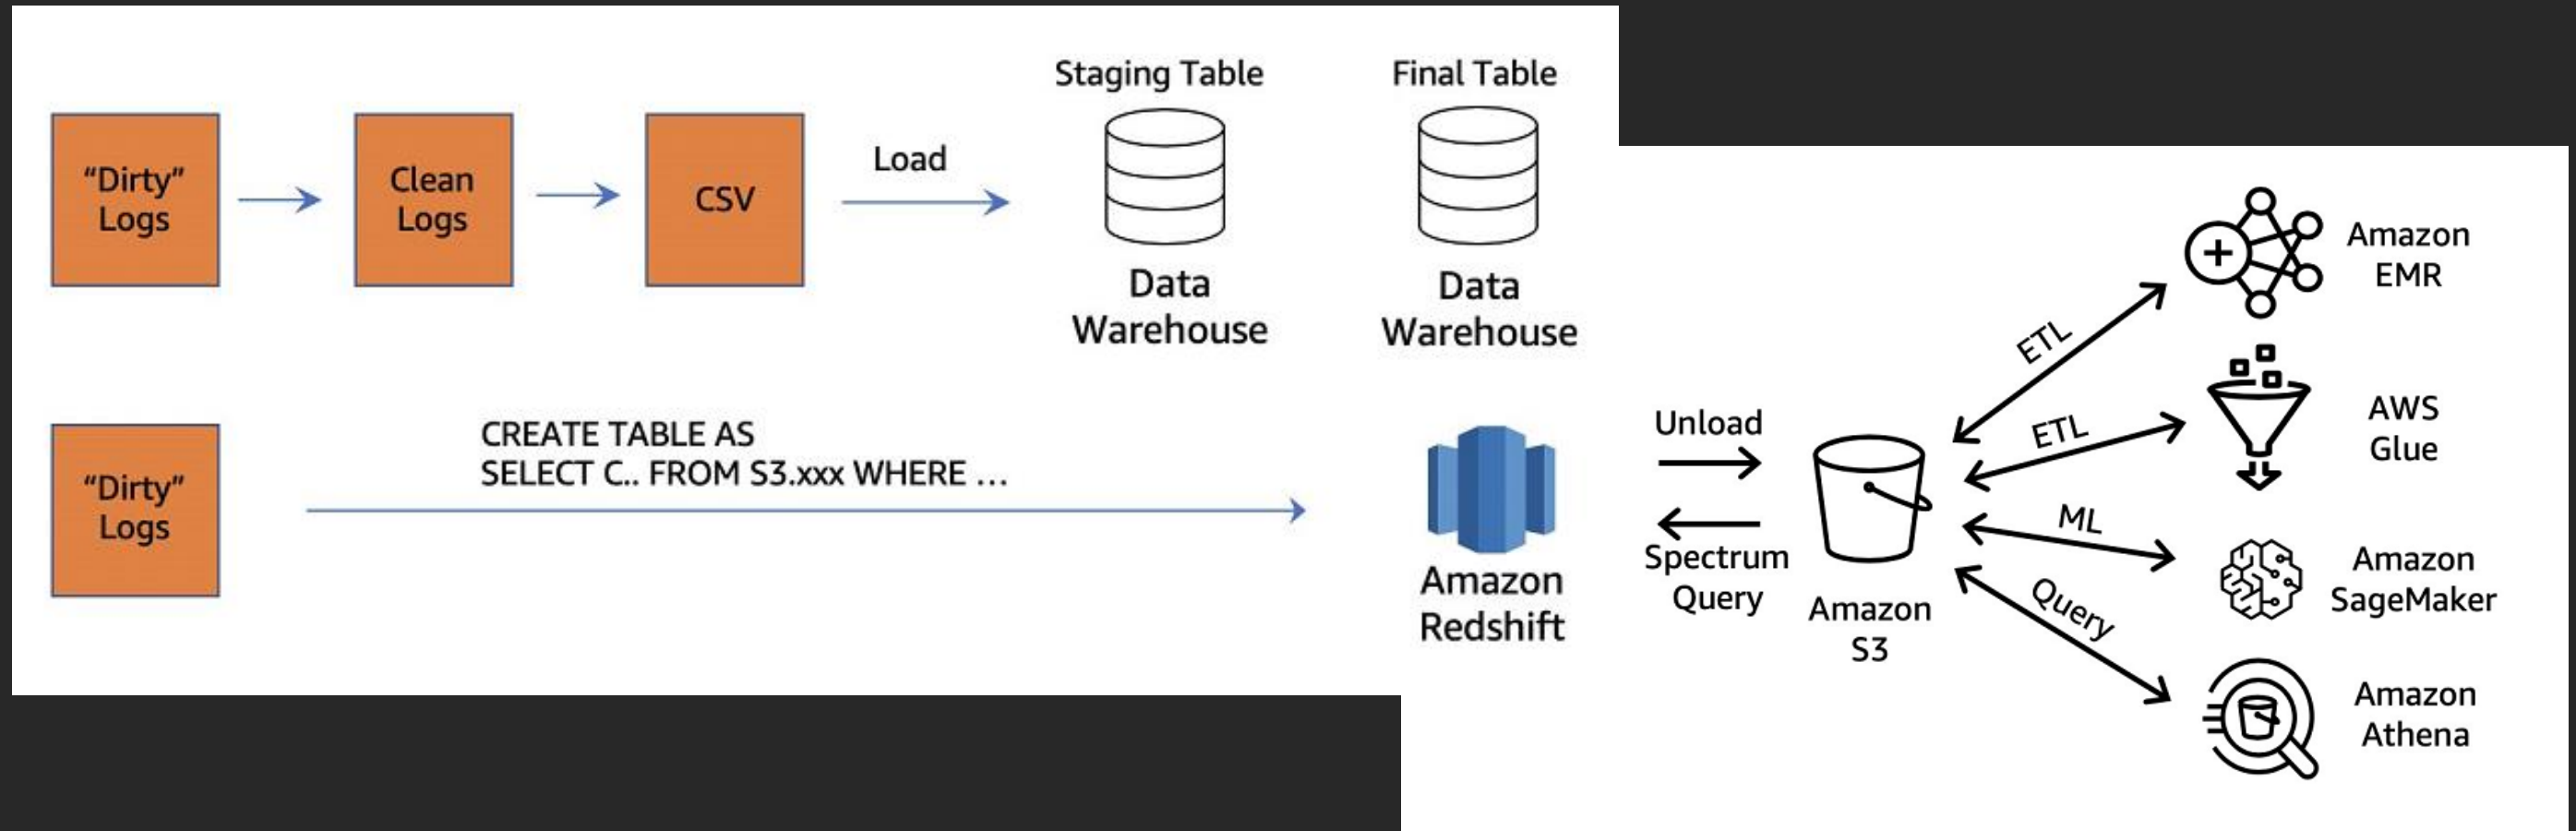 Staging Table
Final Table
“Dirty”
Logs
Clean
Logs
CSV
Load
Data
Warehouse
Data
Warehouse
“Dirty”
Logs
CREATE TABLE AS
SELECT C.. FROM S3.xxx WHERE ...
Amazon
Redshift
Unload
Spectrum
Query
Amazon
S3
ETL
Amazon
EMR
ETL
AWS
Glue
ML
Amazon
SageMaker
Query
Amazon
Athena